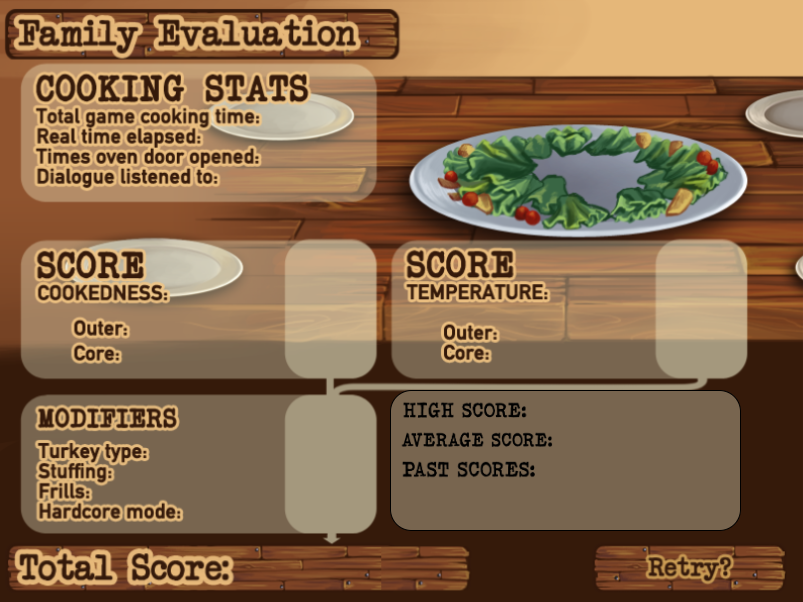 Family Evaluation
COOKING STATS
Total game cooking time:
Real time elapsed:
Times oven door opened:
Dialogue listened to:
SCORE
COOKEDNESS:
Outer:
Core:
SCORE
TEMPERATURE:
Outer:
Core:
MODIFIERS
Turkey type:
Stuffing:
Frills:
Hardcore mode:
HIGH SCORE:
AVERAGE SCORE:
PAST SCORES:
Total Score:
Retry?